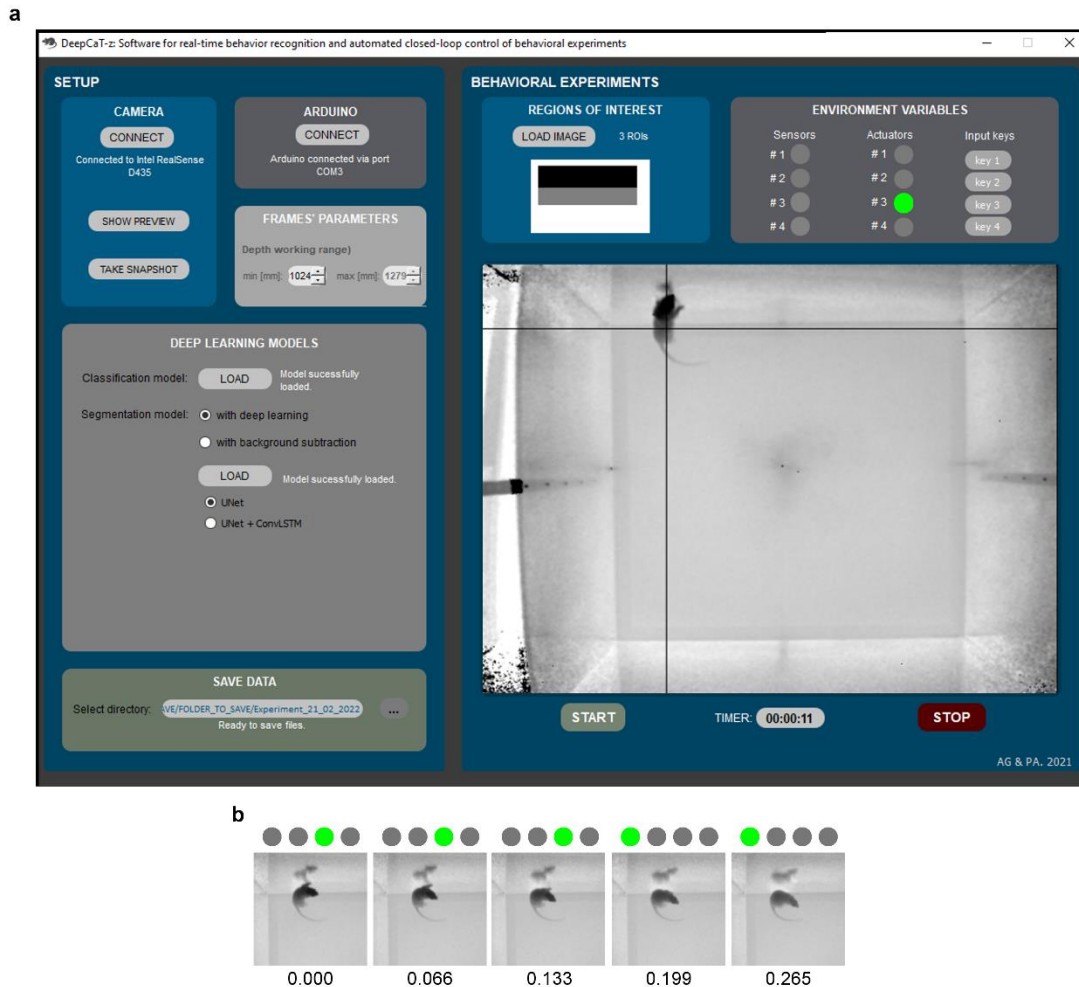 a
DeepCaT-z: Software for real-time behavior recognition and automated closed-loop control of behavioral experiments
SETUP
CAMERA
CONNECT
Connected to Intel RealSense
D435
SHOW PREVIEW
TAKE SNAPSHOT
ARDUINO
CONNECT
Arduino connected via port
COM3
FRAMES' PARAMETERS
Depth working range)
min [mm]: 1024 max [mm]: 1279
DEEP LEARNING MODELS
Classification model: LOAD Model sucessfully
loaded.
Segmentation model: with deep learning
with background subtraction
LOAD Model sucessfully loaded.
UNet
UNet + ConvLSTM
SAVE DATA
Select directory: AVE/FOLDER_TO_SAVE/Experiment_21_02_2022 ...
Ready to save files.
BEHAVIORAL EXPERIMENTS
REGIONS OF INTEREST
LOAD IMAGE 3 ROIs
ENVIRONMENT VARIABLES
Sensors Actuators Input keys
# 1 # 1 key 1
# 2 # 2 key 2
# 3 # 3 key 3
# 4 # 4 key 4
START TIMER: 00:00:11 STOP
AG & PA. 2021
b
0.000 0.066 0.133 0.199 0.265